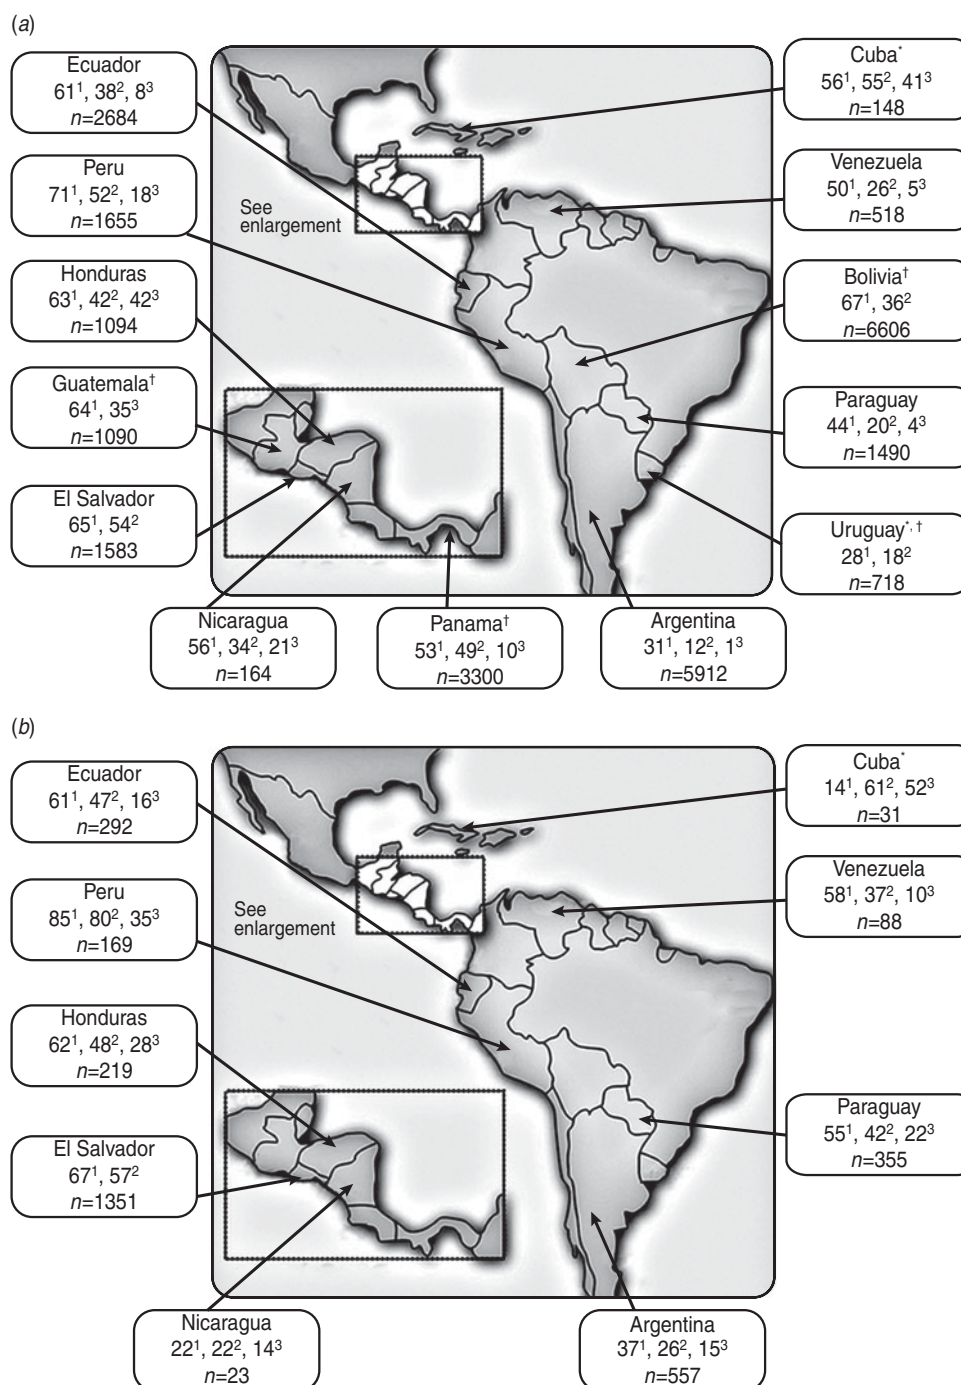 (a)
Ecuador
61¹, 38², 8³
n=2684
Peru
71¹, 52², 18³
n=1655
Honduras
63¹, 42², 42³
n=1094
Guatemala†
64¹, 35³
n=1090
El Salvador
65¹, 54²
n=1583
Nicaragua
56¹, 34², 21³
n=164
Panama†
53¹, 49², 10³
n=3300
Argentina
31¹, 12², 1³
n=5912
Cuba*
56¹, 55², 41³
n=148
Venezuela
50¹, 26², 5³
n=518
Bolivia†
67¹, 36²
n=6606
Paraguay
44¹, 20², 4³
n=1490
Uruguay*, †
28¹, 18²
n=718
See
enlargement
(b)
Ecuador
61¹, 47², 16³
n=292
Peru
85¹, 80², 35³
n=169
Honduras
62¹, 48², 28³
n=219
El Salvador
67¹, 57²
n=1351
Nicaragua
22¹, 22², 14³
n=23
Argentina
37¹, 26², 15³
n=557
Cuba*
14¹, 61², 52³
n=31
Venezuela
58¹, 37², 10³
n=88
Paraguay
55¹, 42², 22³
n=355
See
enlargement